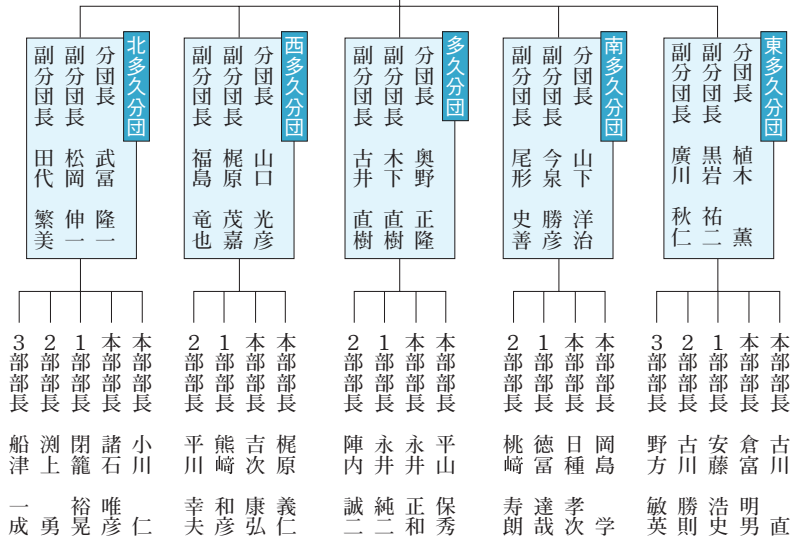 東多久分団
分団長 植木 薫
副分団長 黒岩 祐二
副分団長 廣川 秋仁
本部部長 古川 直
本部部長 倉富 明男
1部部長 安藤 浩史
2部部長 古川 勝則
3部部長 野方 敏英
南多久分団
分団長 山下 洋治
副分団長 今泉 勝彦
副分団長 尾形 史善
本部部長 岡島 学
本部部長 日種 孝次
1部部長 徳冨 達哉
2部部長 桃﨑 寿朗
多久分団
分団長 奥野 正隆
副分団長 木下 直樹
副分団長 古井 直樹
本部部長 平山 保秀
本部部長 永井 正和
1部部長 永井 純二
2部部長 陣内 誠二
西多久分団
分団長 山口 光彦
副分団長 梶原 茂嘉
副分団長 福島 竜也
本部部長 梶原 義仁
本部部長 吉次 康弘
1部部長 熊﨑 和彦
2部部長 平川 幸夫
北多久分団
分団長 武冨 隆一
副分団長 松岡 伸一
副分団長 田代 繁美
本部部長 小川 仁
本部部長 諸石 唯彦
1部部長 閉籠 裕晃
2部部長 渕上 勇
3部部長 船津 一成